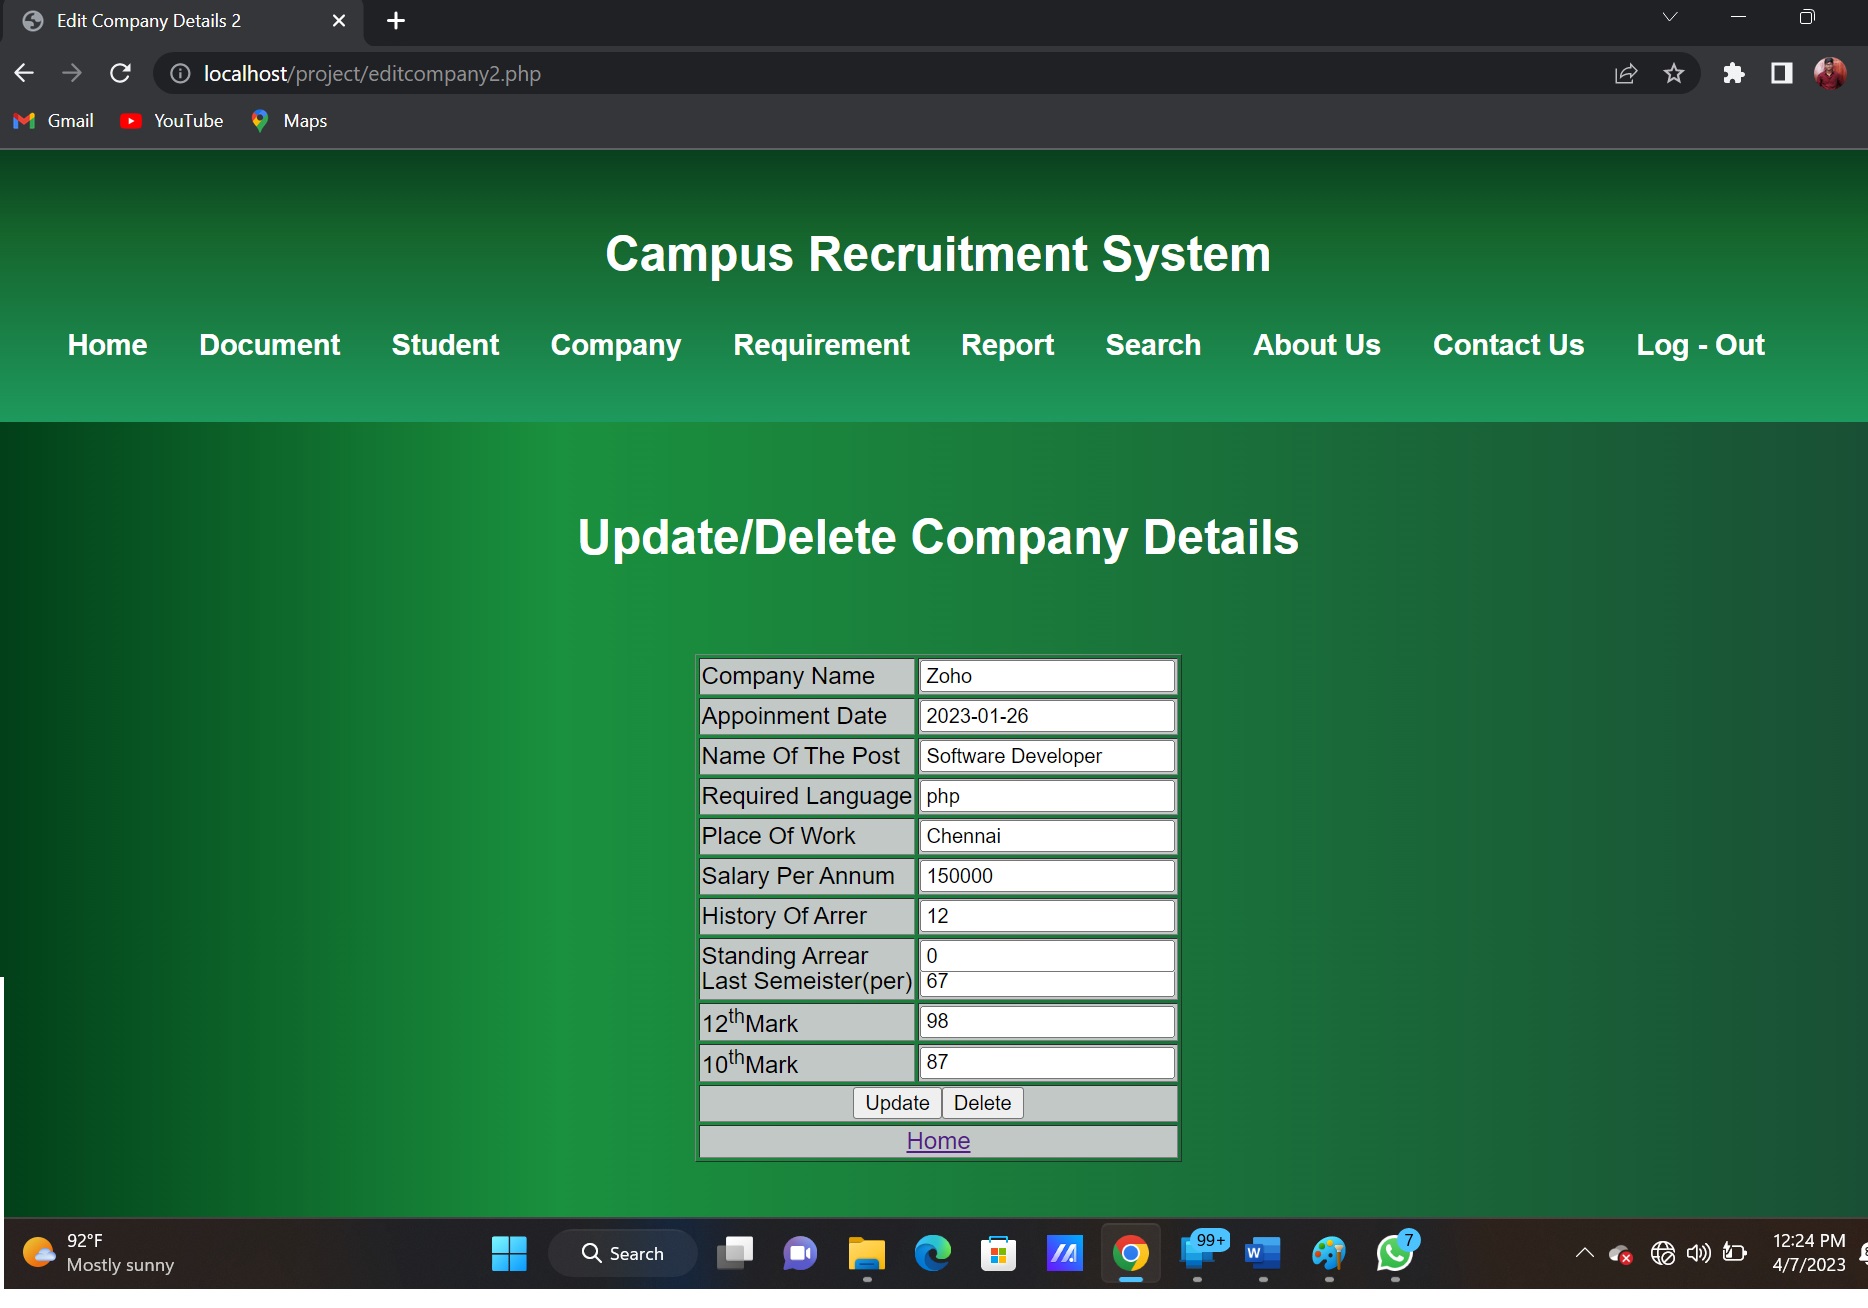 Edit Company Details 2
localhost/project/editcompany2.php
Gmail YouTube Maps
Campus Recruitment System
Home Document Student Company Requirement Report Search About Us Contact Us Log - Out
Update/Delete Company Details
Company Name Zoho
Appoinment Date 2023-01-26
Name Of The Post Software Developer
Required Language php
Place Of Work Chennai
Salary Per Annum 150000
History Of Arrer 12
Standing Arrear 0
Last Semeister(per) 67
12th Mark 98
10th Mark 87
Update Delete
Home
92°F
Mostly sunny
Search
99+
W
7
12:24 PM
4/7/2023